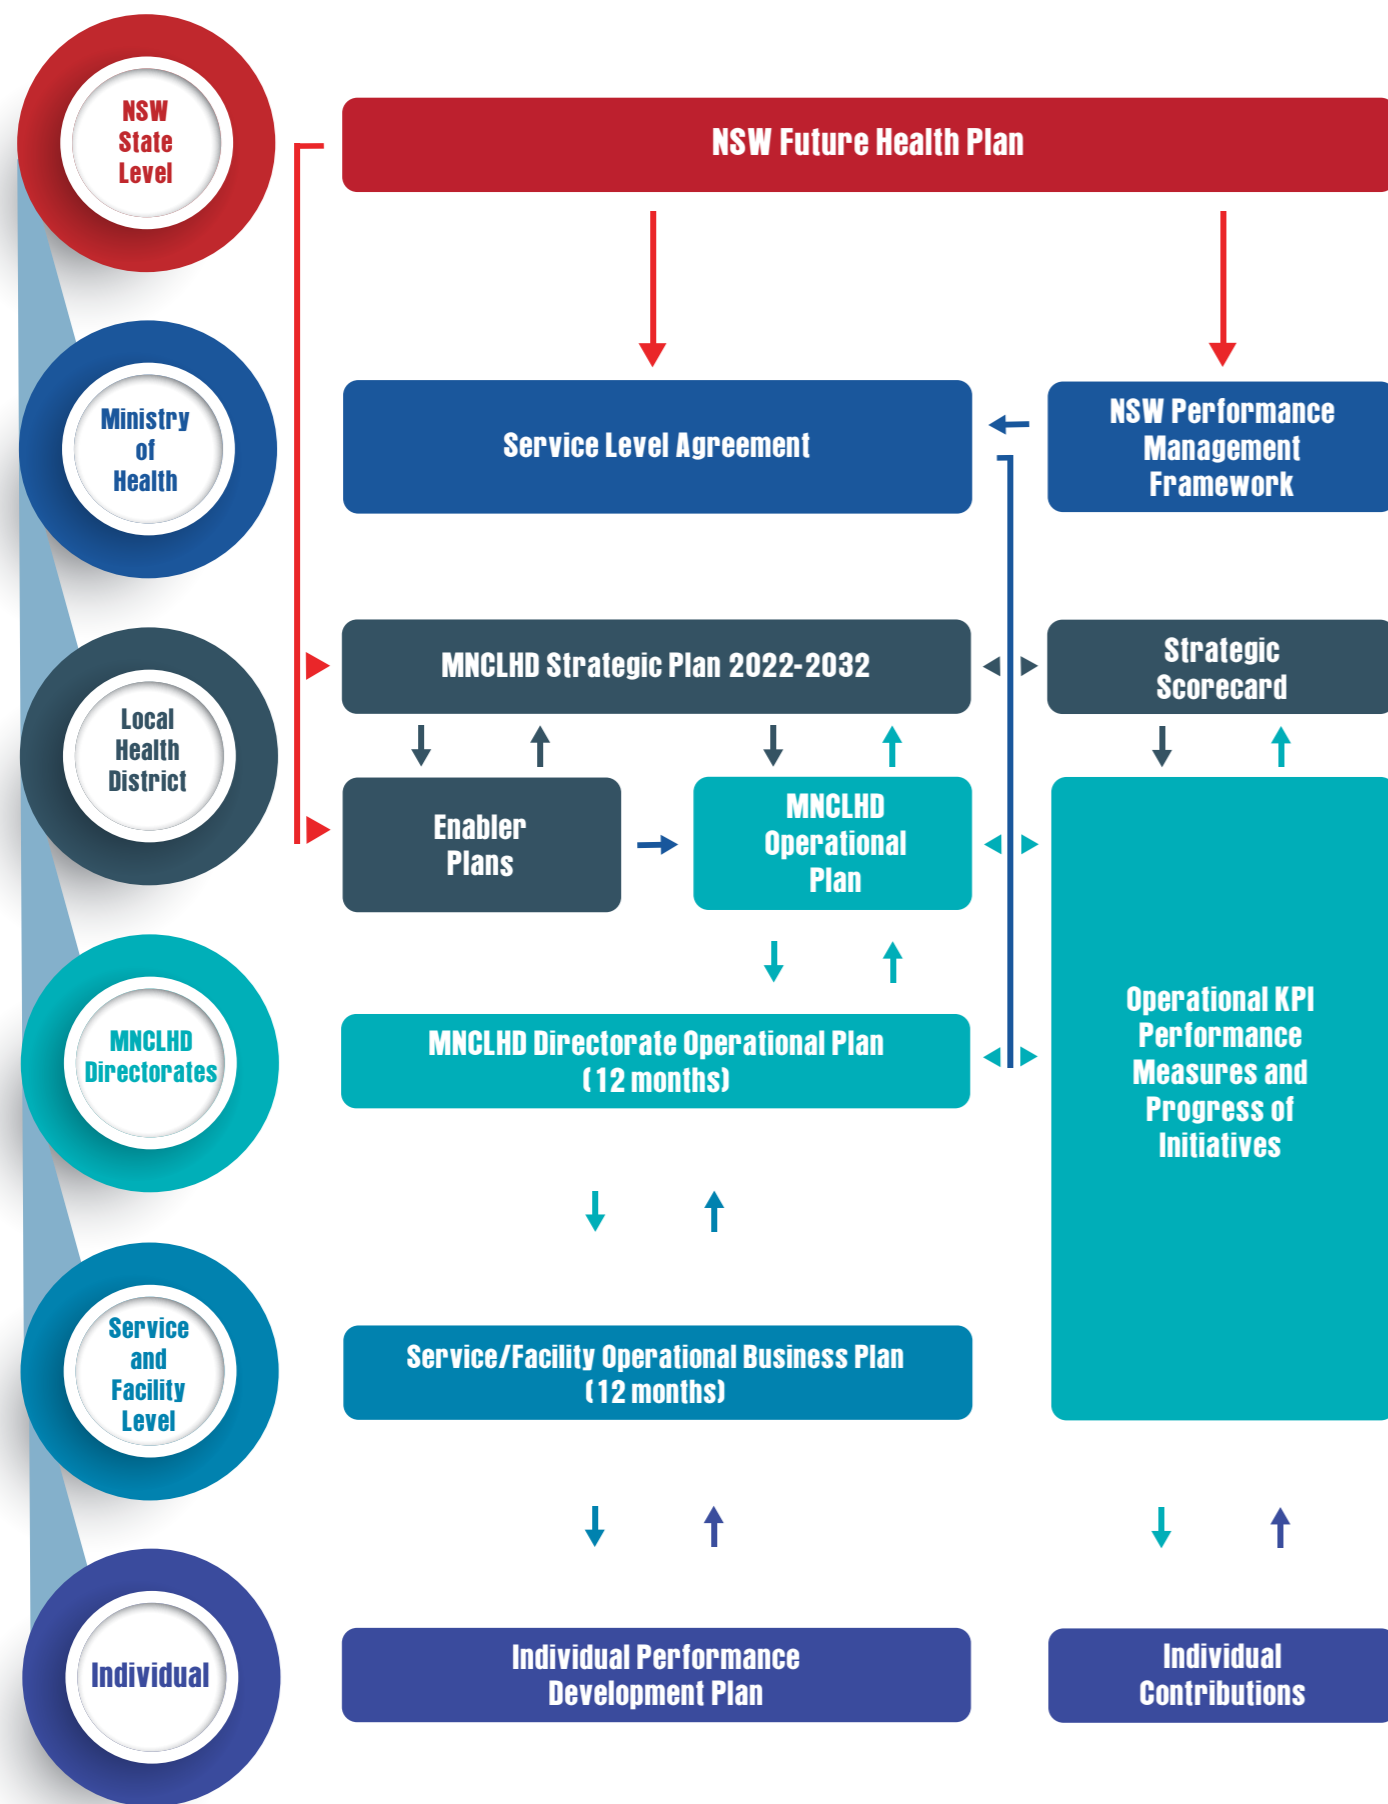 NSW
State
Level
NSW Future Health Plan
Ministry
of
Health
Service Level Agreement
NSW Performance
Management
Framework
Local
Health
District
MNCLHD Strategic Plan 2022-2032
Strategic
Scorecard
Enabler
Plans
MNCLHD
Operational
Plan
Operational KPI
Performance
Measures and
Progress of
Initiatives
MNCLHD
Directorates
MNCLHD Directorate Operational Plan
(12 months)
Service
and
Facility
Level
Service/Facility Operational Business Plan
(12 months)
Individual
Individual Performance
Development Plan
Individual
Contributions